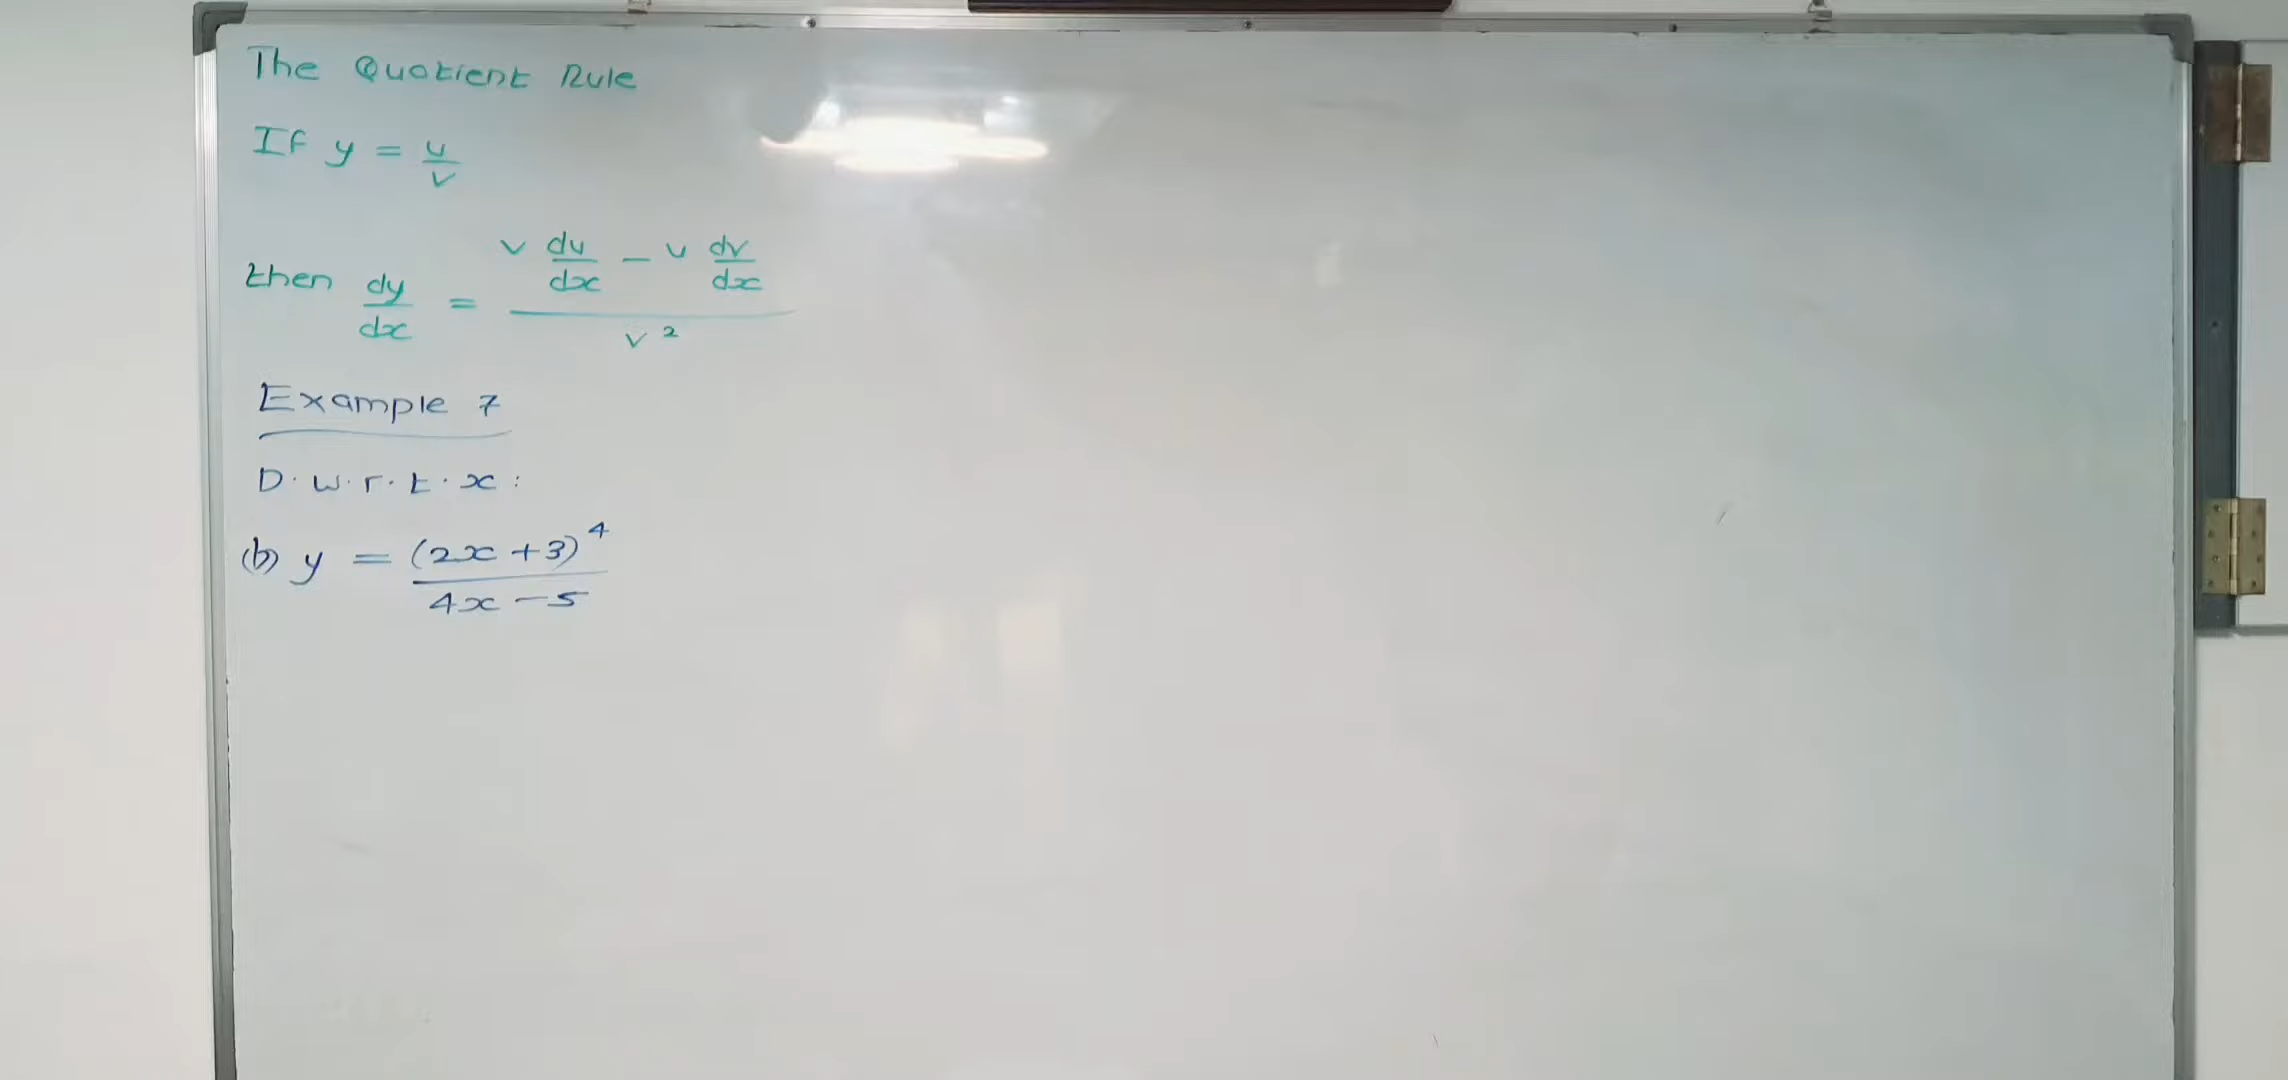 The Quotient Rule
If y = u/v
then dy/dx = (v du/dx - u dv/dx) / v²
Example 7
D.w.r.t.x:
(b) y = (2x+3)⁴ / (4x-5)